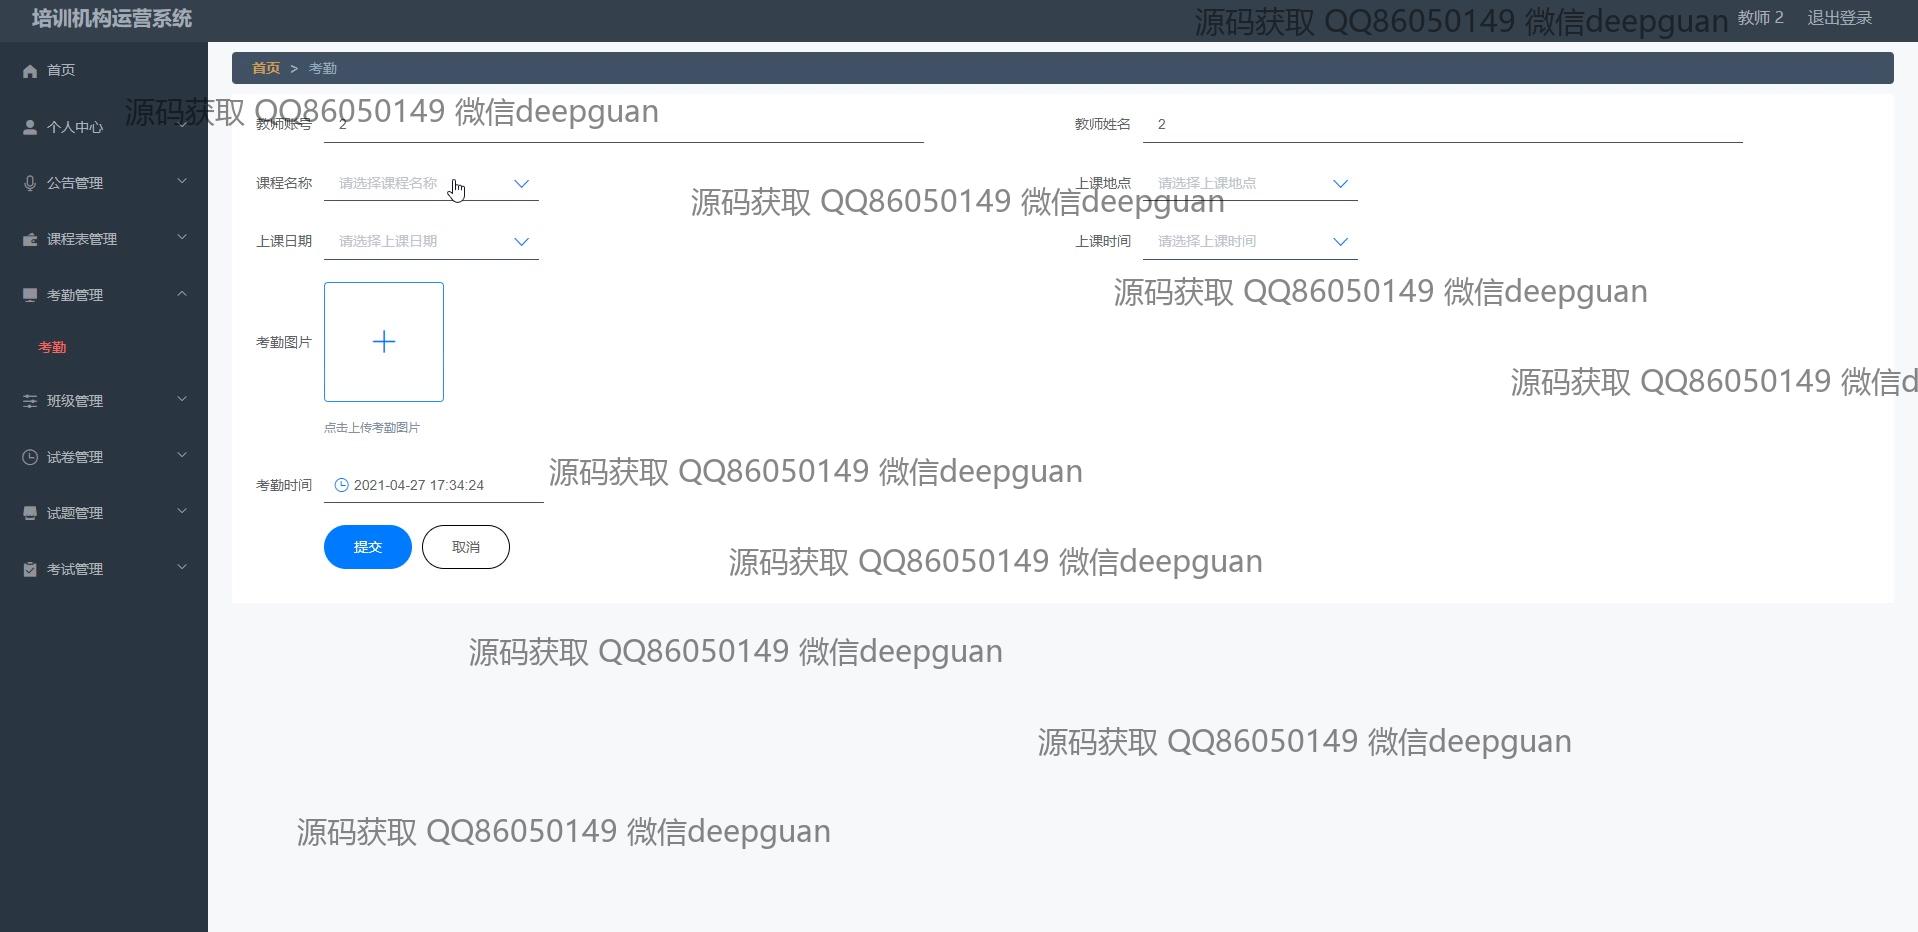 培训机构运营系统
源码获取 QQ86050149 微信deepguan
教师 2 退出登录
首页
首页 > 考勤
个人中心
源码获取 QQ86050149 微信deepguan
教师账号 2
教师姓名 2
公告管理
课程名称 请选择课程名称
上课地点 请选择上课地点
源码获取 QQ86050149 微信deepguan
课程表管理
上课日期 请选择上课日期
上课时间 请选择上课时间
考勤管理
源码获取 QQ86050149 微信deepguan
考勤
考勤图片
源码获取 QQ86050149 微信d
班级管理
点击上传考勤图片
试卷管理
源码获取 QQ86050149 微信deepguan
考勤时间 2021-04-27 17:34:24
试题管理
提交 取消
考试管理
源码获取 QQ86050149 微信deepguan
源码获取 QQ86050149 微信deepguan
源码获取 QQ86050149 微信deepguan
源码获取 QQ86050149 微信deepguan